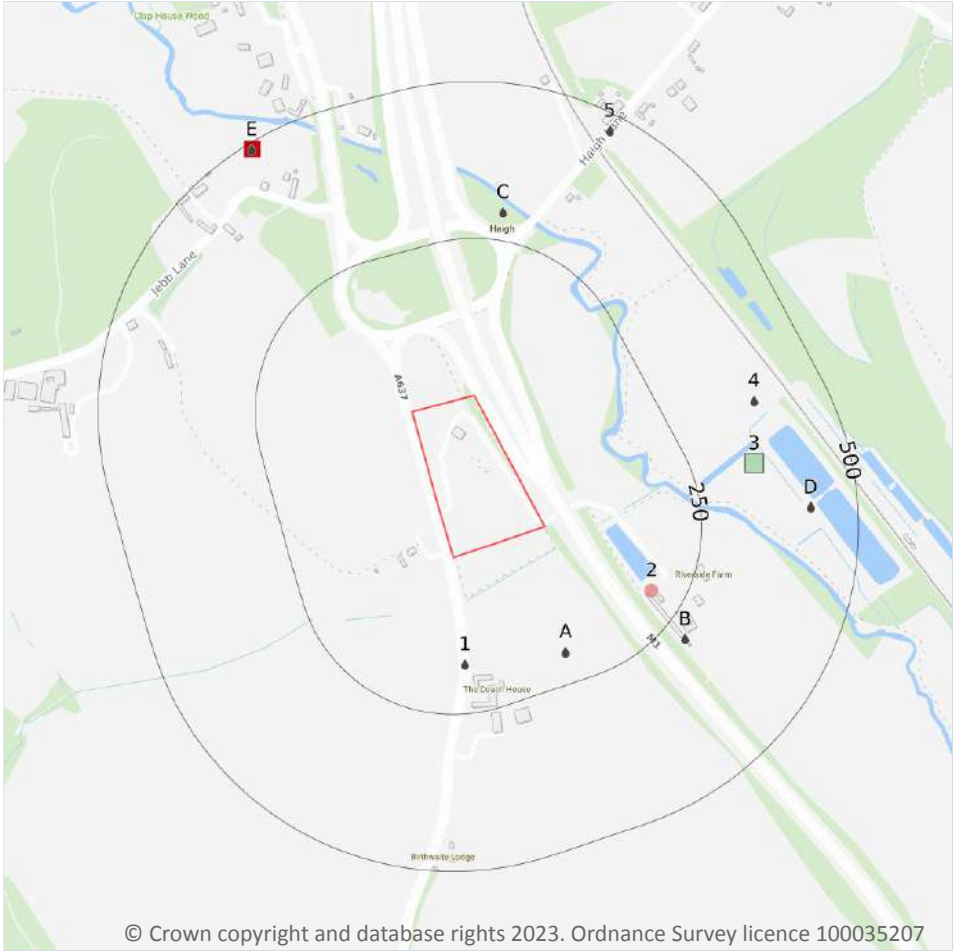 Clap House Wood
5
E
Haigh Lane
C
Haigh
Jebb Lane
A637
4
3
500
D
250
2
Riverside Farm
B
A
1
M1
The Coach House
Birthwaite Lodge
© Crown copyright and database rights 2023. Ordnance Survey licence 100035207